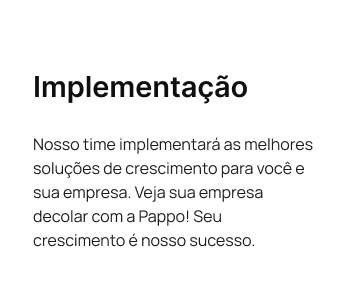 Implementação
Nosso time implementará as melhores
soluções de crescimento para você e
sua empresa. Veja sua empresa
decolar com a Pappo! Seu
crescimento é nosso sucesso.